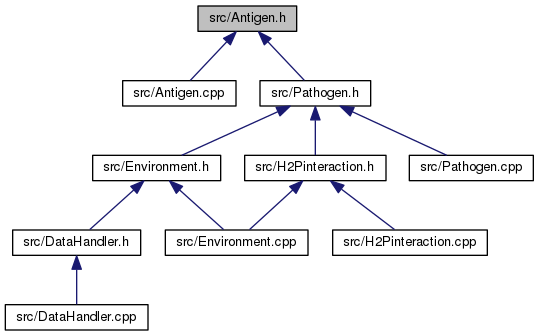 src/Antigen.h
src/Antigen.cpp
src/Pathogen.h
src/Environment.h
src/H2Pinteraction.h
src/Pathogen.cpp
src/DataHandler.h
src/Environment.cpp
src/H2Pinteraction.cpp
src/DataHandler.cpp